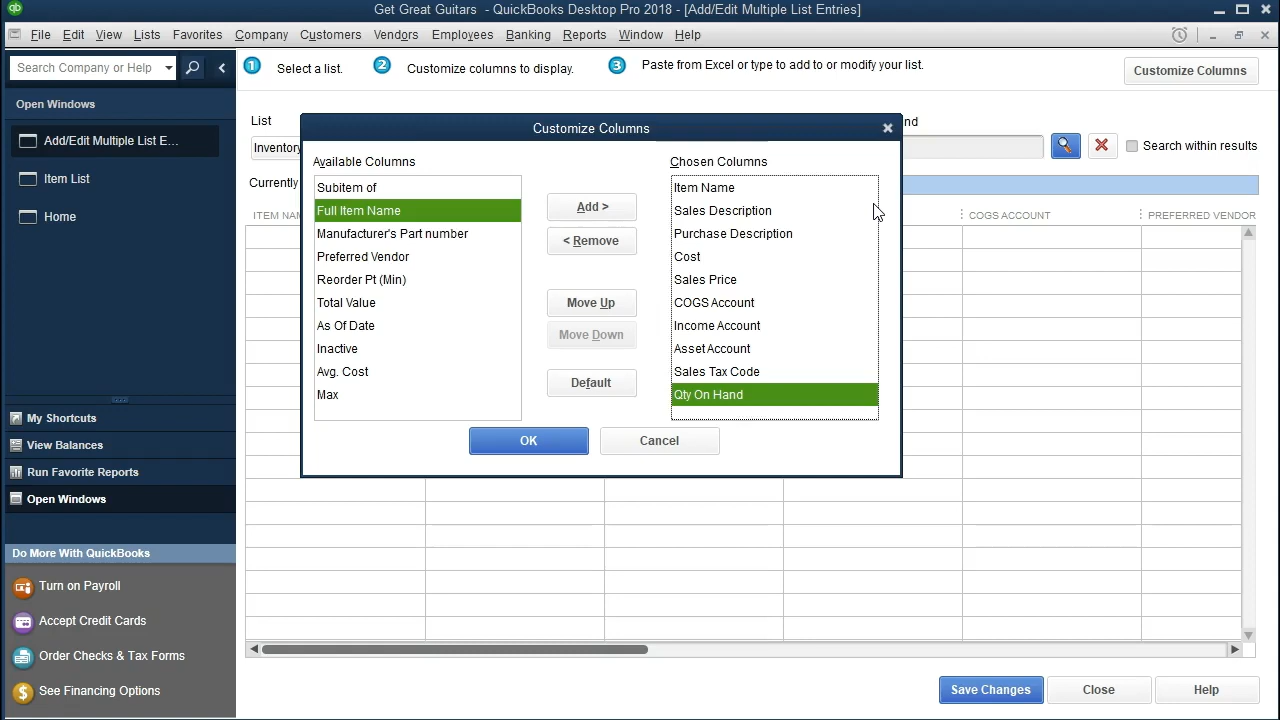 Get Great Guitars - QuickBooks Desktop Pro 2018 - [Add/Edit Multiple List Entries]
File Edit View Lists Favorites Company Customers Vendors Employees Banking Reports Window Help
Search Company or Help
1 Select a list.
2 Customize columns to display.
3 Paste from Excel or type to add to or modify your list.
Customize Columns
Open Windows
Add/Edit Multiple List E...
Item List
Home
List
nd
Inventory
Search within results
Currently
ITEM NAM
COGS ACCOUNT
PREFERRED VENDOR
Customize Columns
Available Columns
Subitem of
Full Item Name
Manufacturer's Part number
Preferred Vendor
Reorder Pt (Min)
Total Value
As Of Date
Inactive
Avg. Cost
Max
Add >
< Remove
Move Up
Move Down
Default
Chosen Columns
Item Name
Sales Description
Purchase Description
Cost
Sales Price
COGS Account
Income Account
Asset Account
Sales Tax Code
Qty On Hand
OK
Cancel
My Shortcuts
View Balances
Run Favorite Reports
Open Windows
Do More With QuickBooks
Turn on Payroll
Accept Credit Cards
Order Checks & Tax Forms
See Financing Options
Save Changes
Close
Help